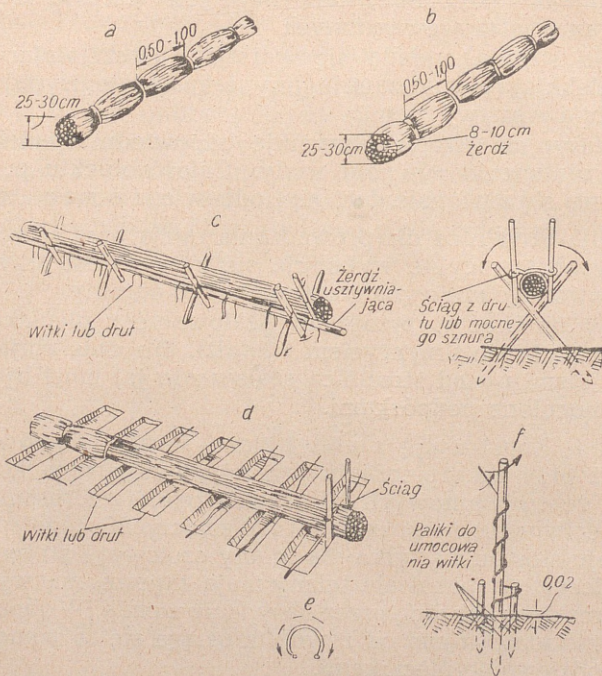 a
0,50-1,00
25-30cm
b
0,50-1,00
25-30cm
8-10 cm
żerdź
c
Żerdź
usztywnia-
jąca
Witki lub drut
Ściąg z dru
tu lub mocne-
go sznura
d
Ściąg
Witki lub drut
e
f
Paliki do
umocowa
nia witki
0,02